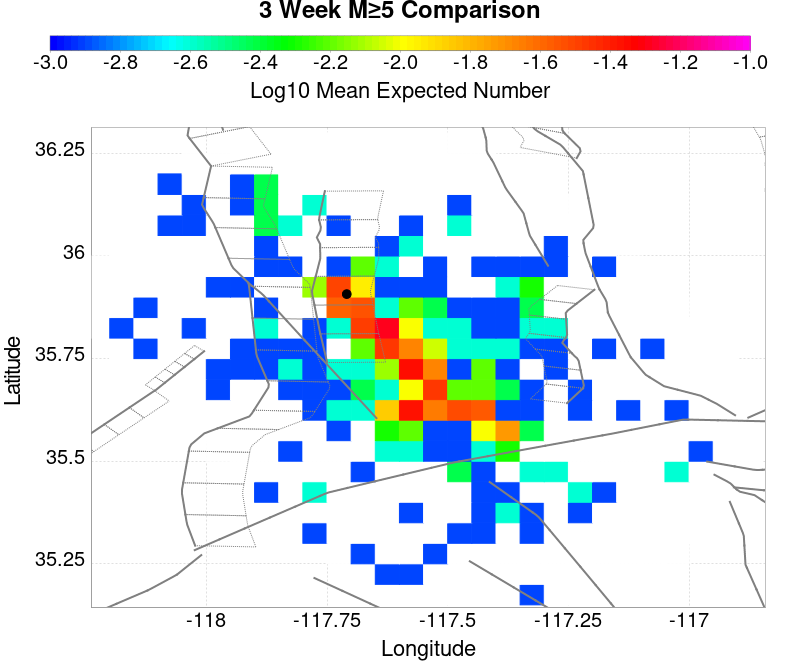 3 Week M≥5 Comparison
-3.0 -2.8 -2.6 -2.4 -2.2 -2.0 -1.8 -1.6 -1.4 -1.2 -1.0
Log10 Mean Expected Number
36.25
36
35.75
35.5
35.25
Latitude
-118 -117.75 -117.5 -117.25 -117
Longitude